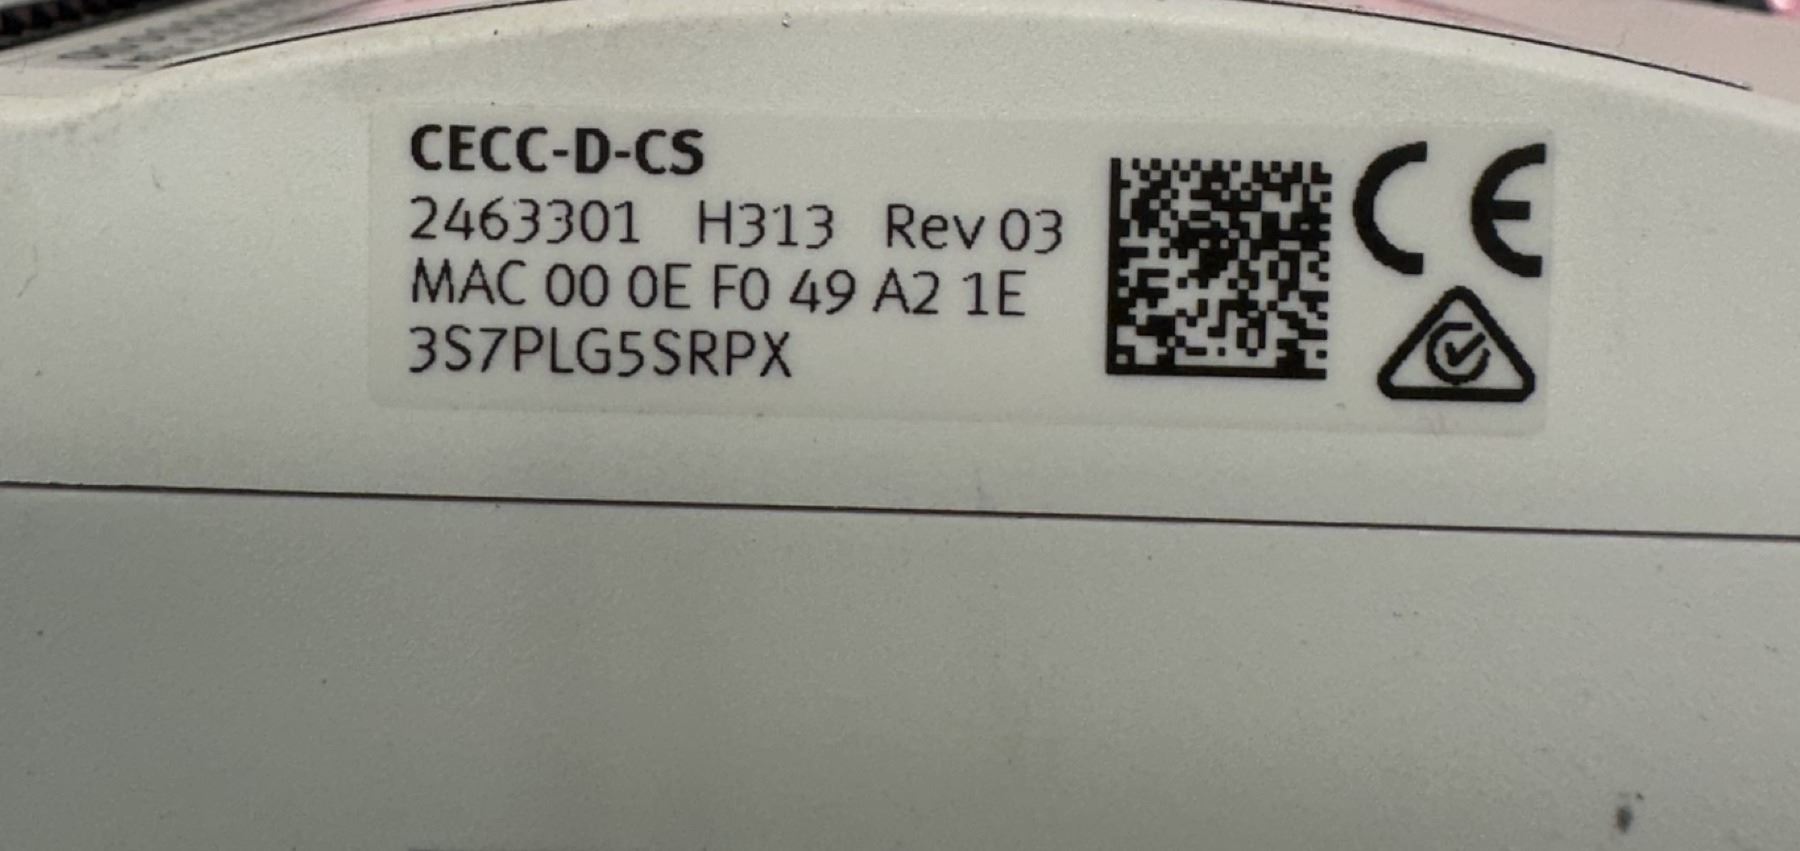 CECC-D-CS
2463301 H313 Rev 03
MAC 00 0E F0 49 A2 1E
3S7PLG5SRPX
CE